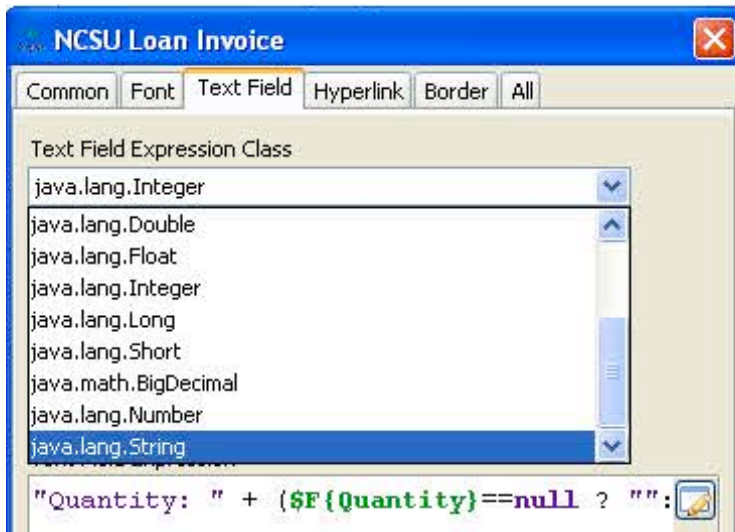 NCSU Loan Invoice
Common Font Text Field Hyperlink Border All
Text Field Expression Class
java.lang.Integer
java.lang.Double
java.lang.Float
java.lang.Integer
java.lang.Long
java.lang.Short
java.math.BigDecimal
java.lang.Number
java.lang.String
"Quantity: " + ($F{Quantity}==null ? "":